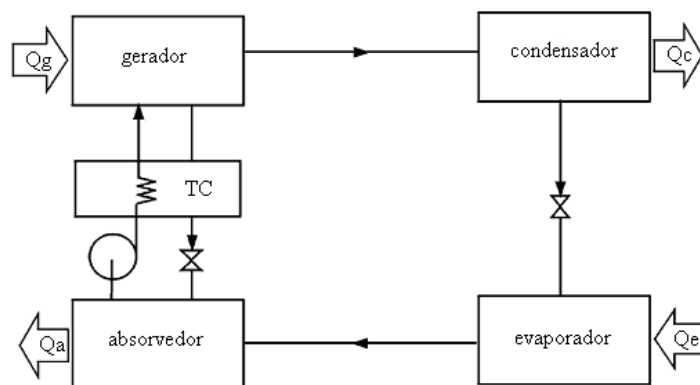 Qg
gerador
condensador
Qc
TC
Qa
absorvedor
evaporador
Qe